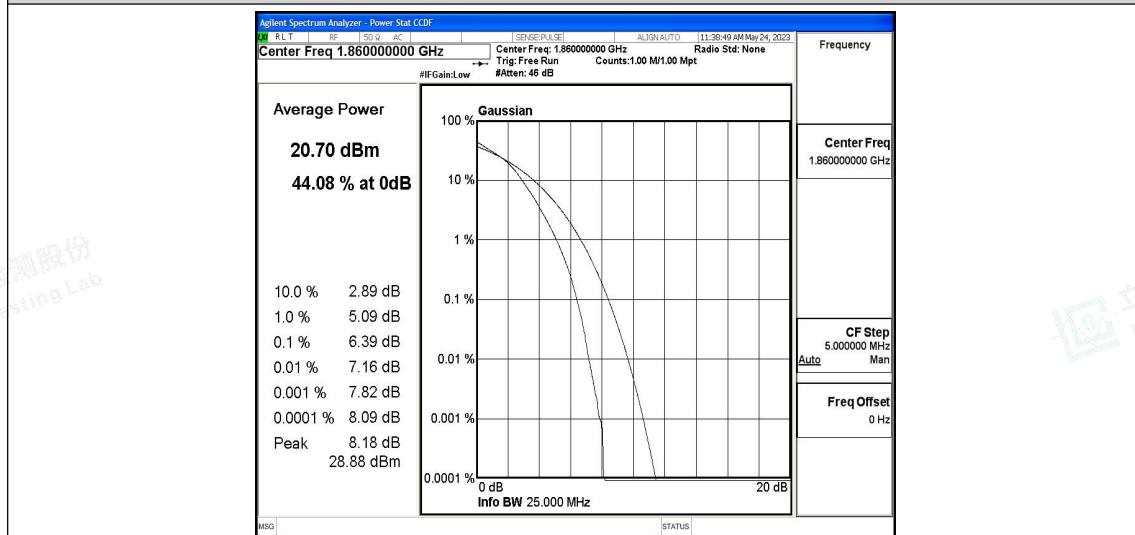 Agilent Spectrum Analyzer - Power Stat CCDF
LXI RL T RF 50 Ω AC SENSE:PULSE ALIGN AUTO 11:38:49 AM May 24, 2023
Center Freq 1.860000000 GHz
Center Freq: 1.860000000 GHz Radio Std: None
Trig: Free Run Counts:1.00 M/1.00 Mpt
#IFGain:Low #Atten: 46 dB
Average Power
20.70 dBm
44.08 % at 0dB
10.0 % 2.89 dB
1.0 % 5.09 dB
0.1 % 6.39 dB
0.01 % 7.16 dB
0.001 % 7.82 dB
0.0001 % 8.09 dB
Peak 8.18 dB
28.88 dBm
Gaussian
100 %
10 %
1 %
0.1 %
0.01 %
0.001 %
0.0001 %
0 dB 20 dB
Info BW 25.000 MHz
Frequency
Center Freq
1.860000000 GHz
CF Step
5.000000 MHz
Auto Man
Freq Offset
0 Hz
MSG STATUS
测股份
sting Lab
立